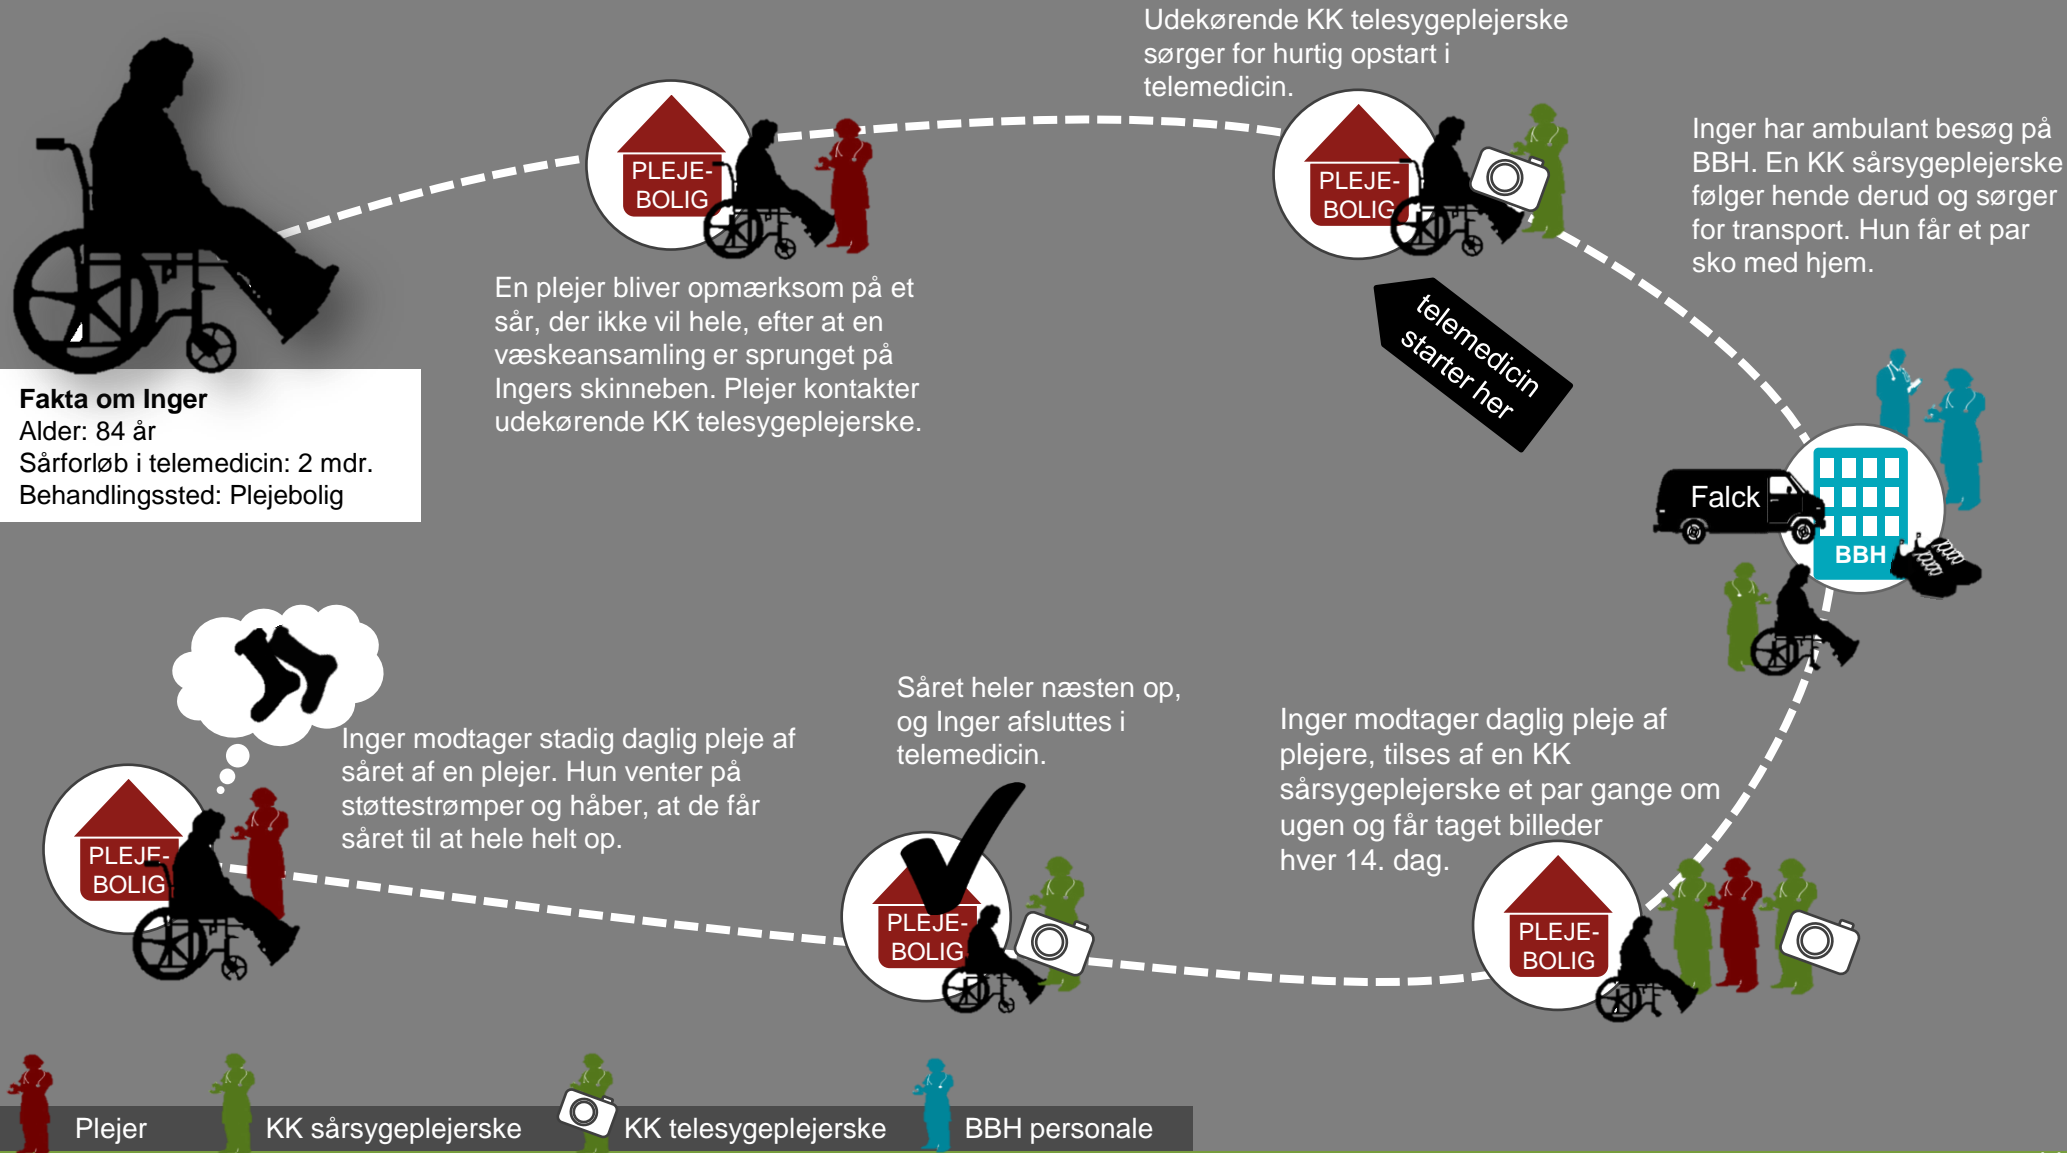 Fakta om Inger
Alder: 84 år
Sårforløb i telemedicin: 2 mdr.
Behandlingssted: Plejebolig
PLEJE-
BOLIG
En plejer bliver opmærksom på et
sår, der ikke vil hele, efter at en
væskeansamling er sprunget på
Ingers skinneben. Plejer kontakter
udekørende KK telesygeplejerske.
Udekørende KK telesygeplejerske
sørger for hurtig opstart i
telemedicin.
PLEJE-
BOLIG
telemedicin
starter her
Inger har ambulant besøg på
BBH. En KK sårsygeplejerske
følger hende derud og sørger
for transport. Hun får et par
sko med hjem.
Falck
BBH
Inger modtager daglig pleje af
plejere, tilses af en KK
sårsygeplejerske et par gange om
ugen og får taget billeder
hver 14. dag.
PLEJE-
BOLIG
Såret heler næsten op,
og Inger afsluttes i
telemedicin.
PLEJE-
BOLIG
Inger modtager stadig daglig pleje af
såret af en plejer. Hun venter på
støttestrømper og håber, at de får
såret til at hele helt op.
PLEJE-
BOLIG
Plejer
KK sårsygeplejerske
KK telesygeplejerske
BBH personale